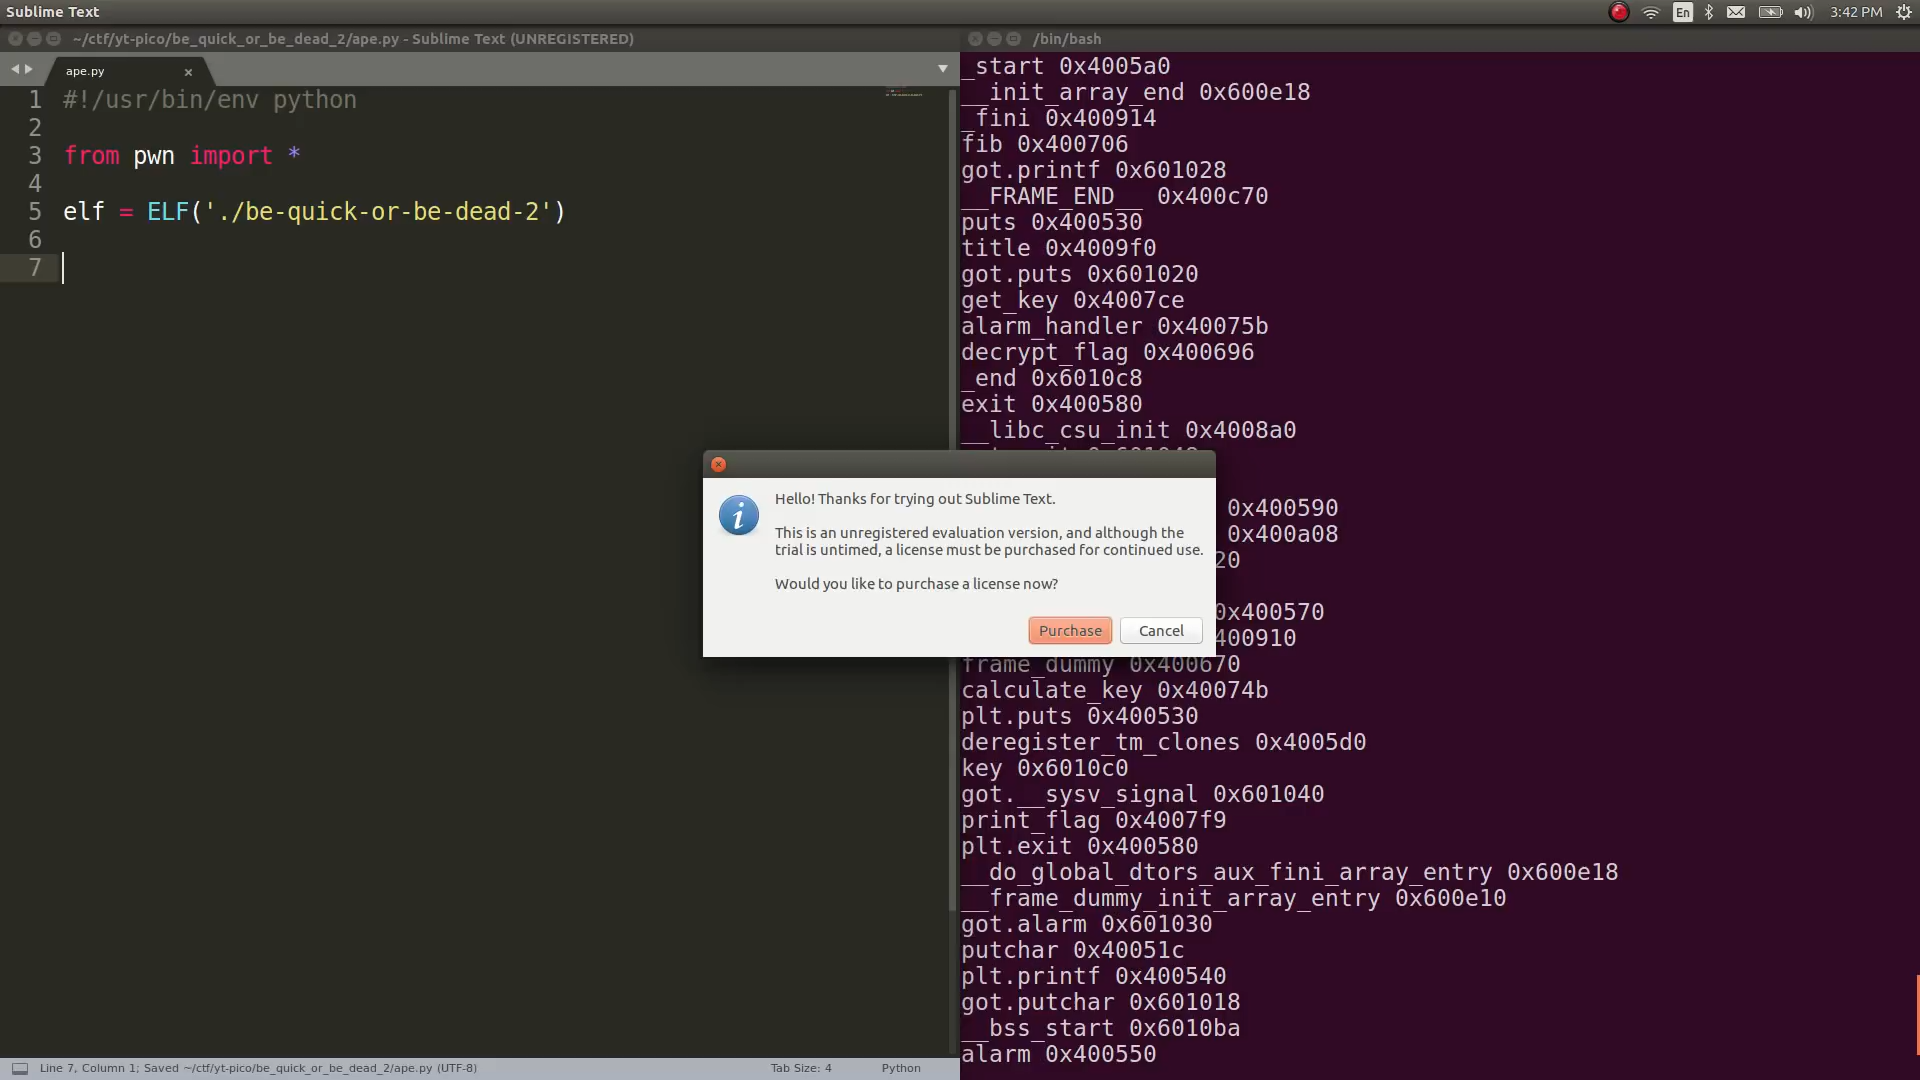 Sublime Text
En
3:42 PM
~/ctf/yt-pico/be_quick_or_be_dead_2/ape.py - Sublime Text (UNREGISTERED)
ape.py
1 #!/usr/bin/env python
2
3 from pwn import *
4
5 elf = ELF('./be-quick-or-be-dead-2')
6
7
Line 7, Column 1; Saved ~/ctf/yt-pico/be_quick_or_be_dead_2/ape.py (UTF-8)
Tab Size: 4
Python
/bin/bash
_start 0x4005a0
__init_array_end 0x600e18
_fini 0x400914
fib 0x400706
got.printf 0x601028
__FRAME_END__ 0x400c70
puts 0x400530
title 0x4009f0
got.puts 0x601020
get_key 0x4007ce
alarm_handler 0x40075b
decrypt_flag 0x400696
_end 0x6010c8
exit 0x400580
__libc_csu_init 0x4008a0
0x400590
0x400a08
20
0x400570
400910
frame_dummy 0x400670
calculate_key 0x40074b
plt.puts 0x400530
deregister_tm_clones 0x4005d0
key 0x6010c0
got.__sysv_signal 0x601040
print_flag 0x4007f9
plt.exit 0x400580
__do_global_dtors_aux_fini_array_entry 0x600e18
__frame_dummy_init_array_entry 0x600e10
got.alarm 0x601030
putchar 0x40051c
plt.printf 0x400540
got.putchar 0x601018
__bss_start 0x6010ba
alarm 0x400550
Hello! Thanks for trying out Sublime Text.
This is an unregistered evaluation version, and although the
trial is untimed, a license must be purchased for continued use.
Would you like to purchase a license now?
Purchase
Cancel